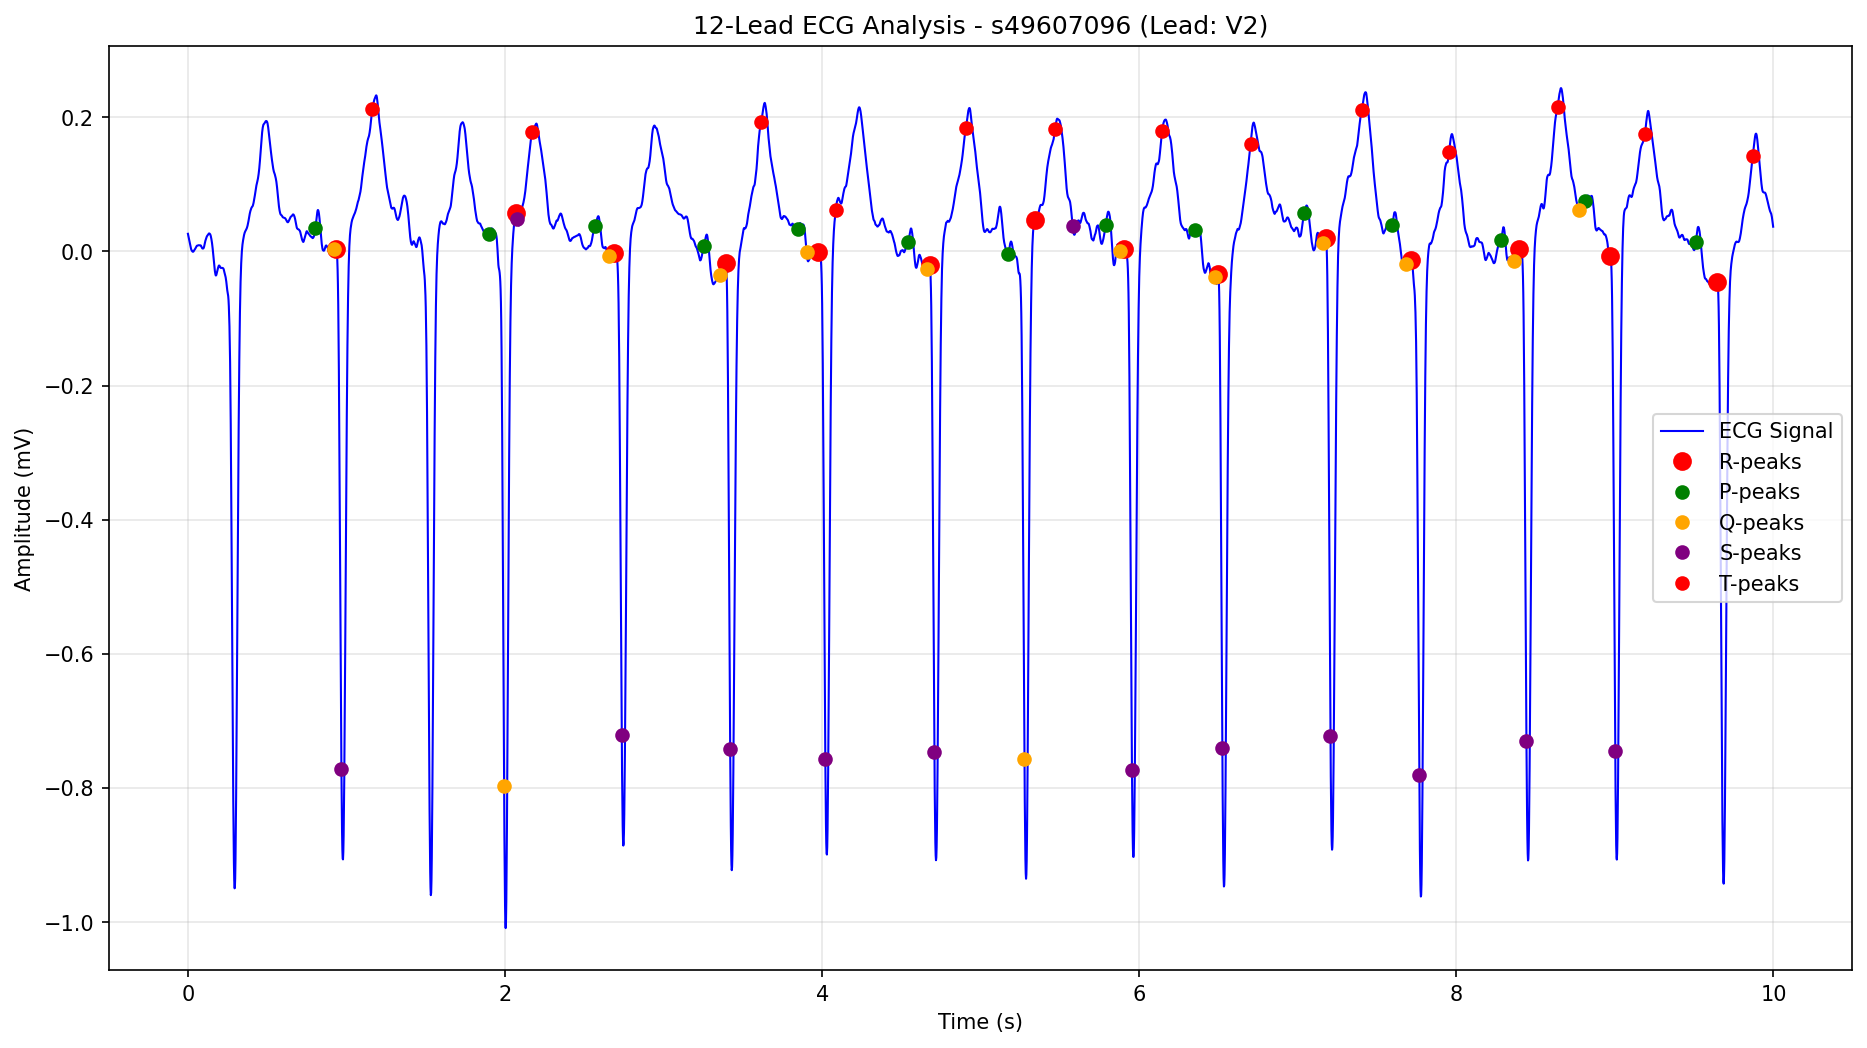 12-Lead ECG Analysis - s49607096 (Lead: V2)
Amplitude (mV)
0.2
0.0
−0.2
−0.4
−0.6
−0.8
−1.0
ECG Signal
R-peaks
P-peaks
Q-peaks
S-peaks
T-peaks
0 2 4 6 8 10
Time (s)